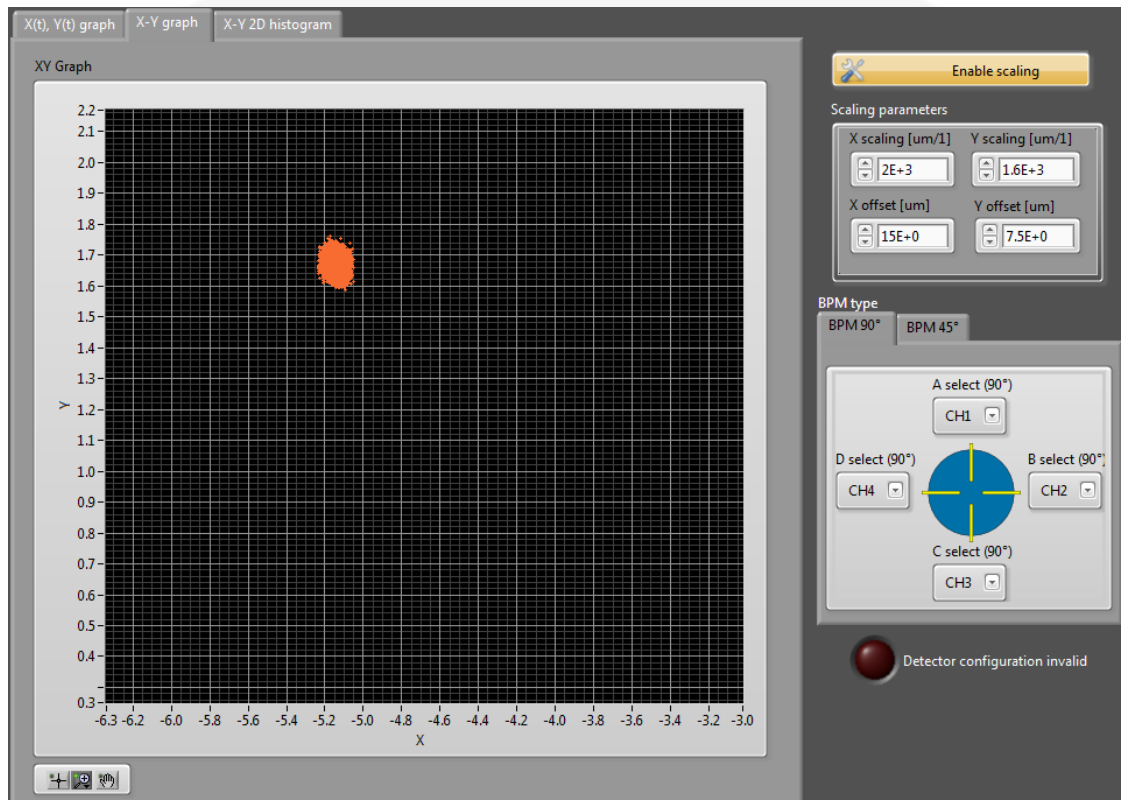 X(t), Y(t) graph
X-Y graph
X-Y 2D histogram
XY Graph
2.2
2.1
2.0
1.9
1.8
1.7
1.6
1.5
1.4
1.3
1.2
1.1
1.0
0.9
0.8
0.7
0.6
0.5
0.4
0.3
Y
-6.3 -6.2 -6.0 -5.8 -5.6 -5.4 -5.2 -5.0 -4.8 -4.6 -4.4 -4.2 -4.0 -3.8 -3.6 -3.4 -3.2 -3.0
X
Enable scaling
Scaling parameters
X scaling [um/1] Y scaling [um/1]
2E+3 1.6E+3
X offset [um] Y offset [um]
15E+0 7.5E+0
BPM type
BPM 90° BPM 45°
A select (90°)
CH1
D select (90°) B select (90°)
CH4 CH2
C select (90°)
CH3
Detector configuration invalid